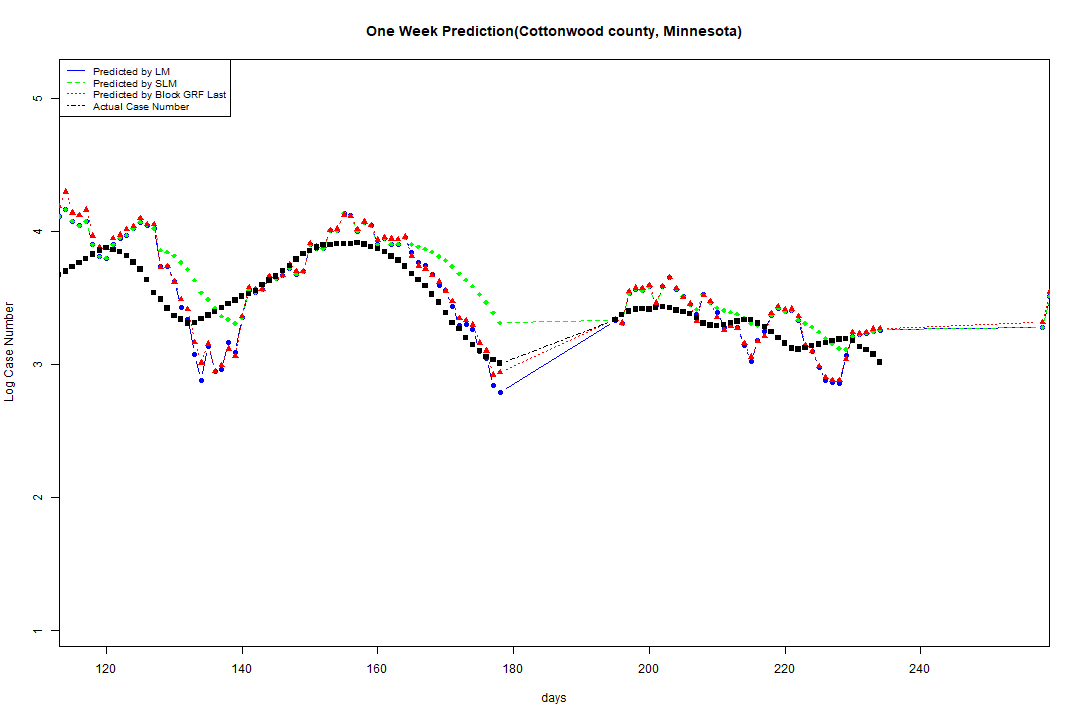 One Week Prediction(Cottonwood county, Minnesota)
Predicted by LM
Predicted by SLM
Predicted by Block GRF Last
Actual Case Number
5
4
3
2
1
Log Case Number
120 140 160 180 200 220 240
days